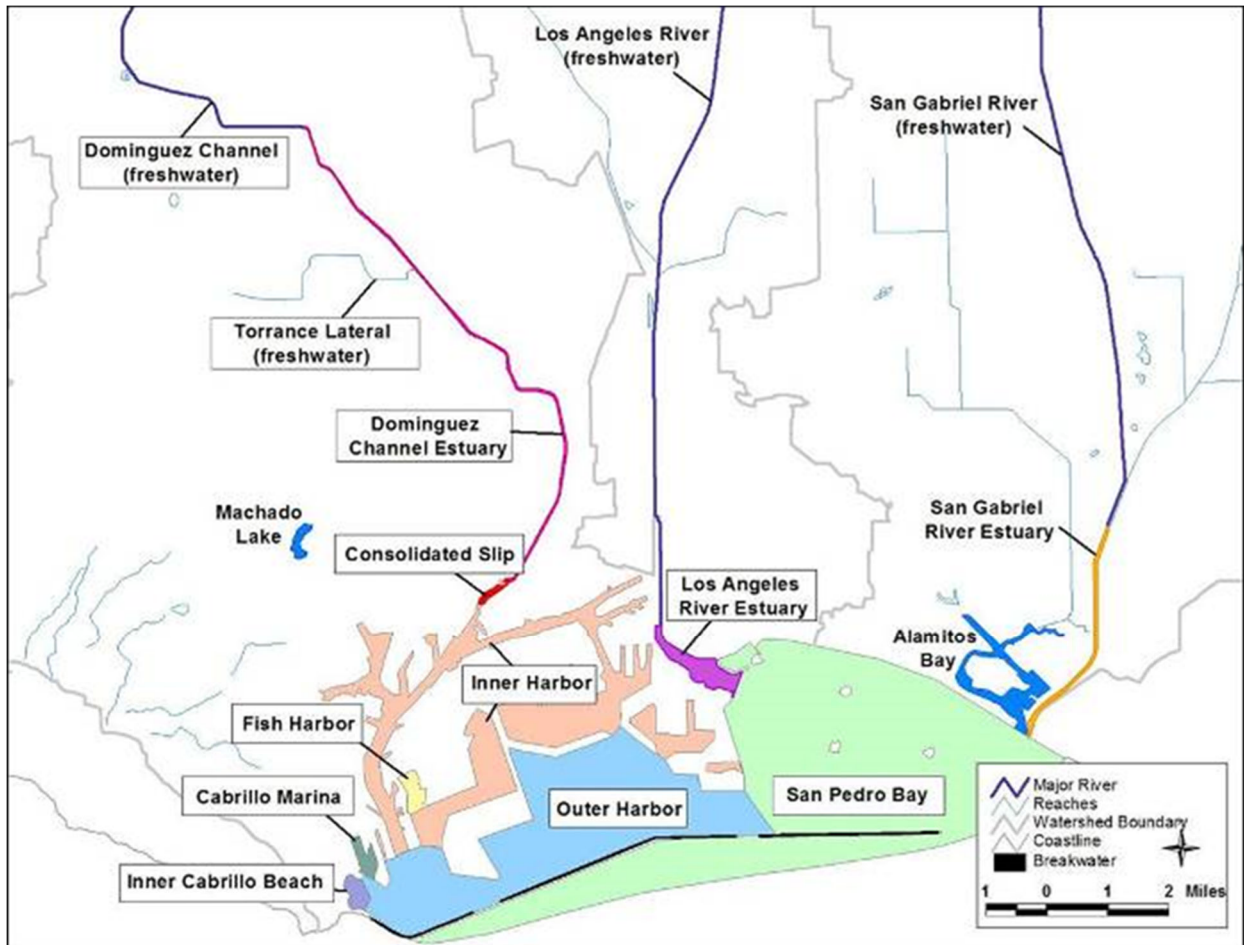 Los Angeles River
(freshwater)
San Gabriel River
(freshwater)
Dominguez Channel
(freshwater)
Torrance Lateral
(freshwater)
Dominguez
Channel Estuary
Machado
Lake
Consolidated Slip
San Gabriel
River Estuary
Los Angeles
River Estuary
Alamitos
Bay
Inner Harbor
Fish Harbor
Cabrillo Marina
Outer Harbor
San Pedro Bay
Inner Cabrillo Beach
Major River
Reaches
Watershed Boundary
Coastline
Breakwater
1 0 1 2 Miles